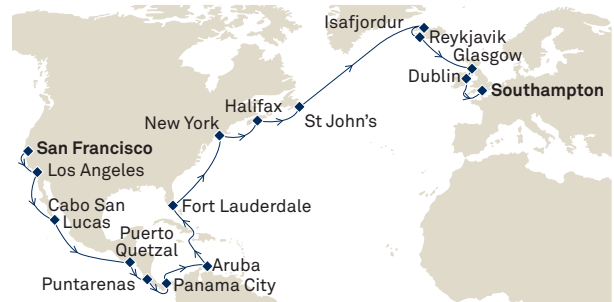 Isafjordur
Reykjavik
Glasgow
Dublin
Southampton
Halifax
St John's
New York
San Francisco
Los Angeles
Fort Lauderdale
Cabo San
Lucas
Puerto
Quetzal
Aruba
Puntarenas
Panama City